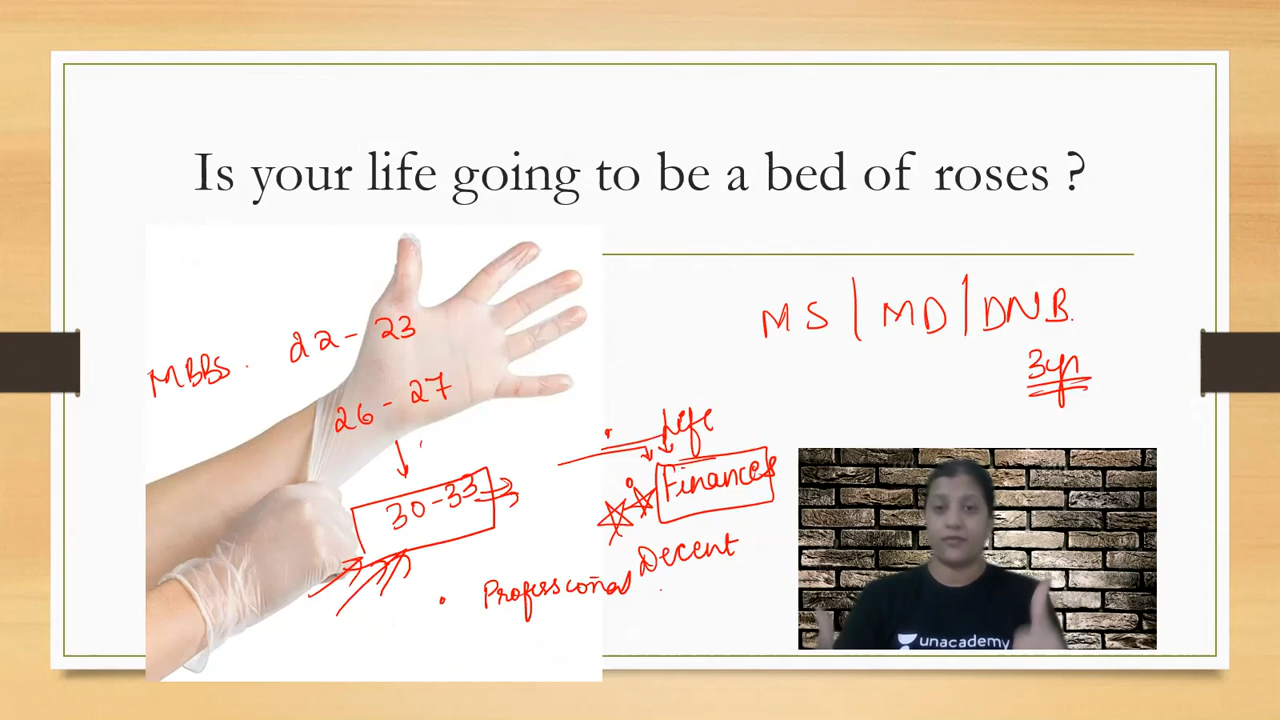 Is your life going to be a bed of roses ?
MBBS. 22 - 23
26 - 27
30 - 33
MS | MD | DNB.
3yr
Life
Finances
Decent
Professional
unacademy